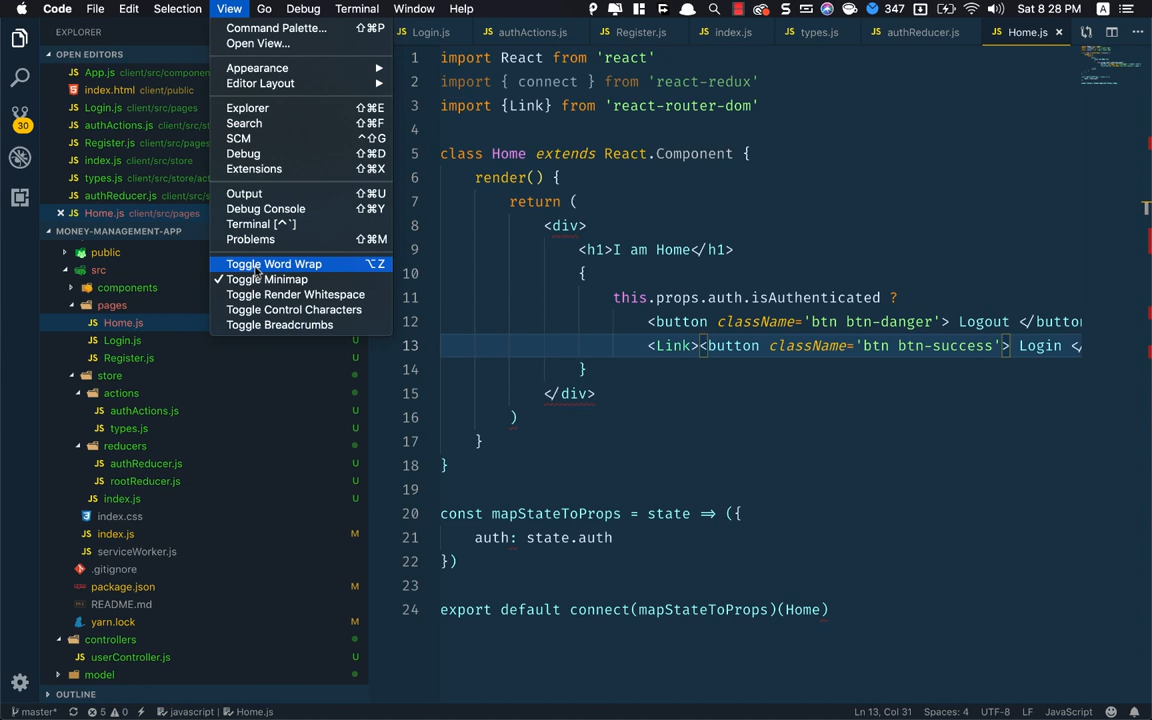 Code File Edit Selection View Go Debug Terminal Window Help 347 Sat 8 28 PM A
EXPLORER
OPEN EDITORS
App.js client/src/componen
index.html client/public
Login.js client/src/pages
authActions.js client/src/st
Register.js client/src/pages
index.js client/src/store
types.js client/src/store/act
authReducer.js client/src/s
Home.js client/src/pages
MONEY-MANAGEMENT-APP
public
src
components
pages
Home.js
Login.js U
Register.js U
store
actions
authActions.js U
types.js U
reducers
authReducer.js U
rootReducer.js U
index.js U
index.css
index.js M
serviceWorker.js
.gitignore
package.json M
README.md
yarn.lock M
controllers
userController.js U
model
OUTLINE
30
Command Palette... ⇧⌘P
Open View...
Appearance
Editor Layout
Explorer ⇧⌘E
Search ⇧⌘F
SCM ^⇧G
Debug ⇧⌘D
Extensions ⇧⌘X
Output ⇧⌘U
Debug Console ⇧⌘Y
Terminal [^`]
Problems ⇧⌘M
Toggle Word Wrap ⌥Z
✓ Toggle Minimap
Toggle Render Whitespace
Toggle Control Characters
Toggle Breadcrumbs
Login.js authActions.js Register.js index.js types.js authReducer.js Home.js
1 import React from 'react'
2 import { connect } from 'react-redux'
3 import {Link} from 'react-router-dom'
4
5 class Home extends React.Component {
6 render() {
7 return (
8 <div>
9 <h1>I am Home</h1>
10 {
11 this.props.auth.isAuthenticated ?
12 <button className='btn btn-danger'> Logout </button
13 <Link><button className='btn btn-success'> Login </
14 }
15 </div>
16 )
17 }
18 }
19
20 const mapStateToProps = state ⇒ ({
21 auth: state.auth
22 })
23
24 export default connect(mapStateToProps)(Home)
master* 5 0 javascript | Home.js Ln 13, Col 31 Spaces: 4 UTF-8 LF JavaScript